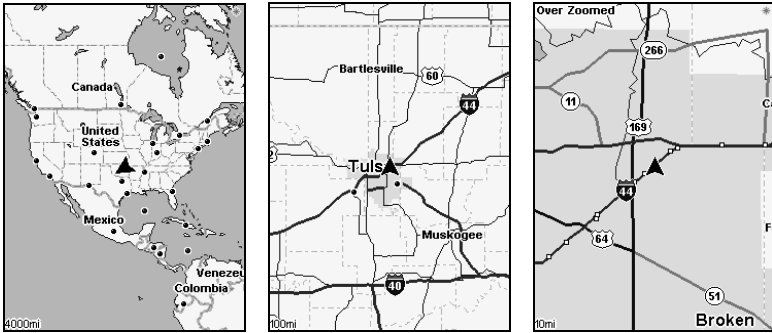 Canada
United
States
Mexico
Venezu
Colombia
4000mi
Bartlesville
60
44
2
Tuls
Muskogee
40
100mi
Over Zoomed
266
11
C
169
44
F
64
51
Broken
10mi